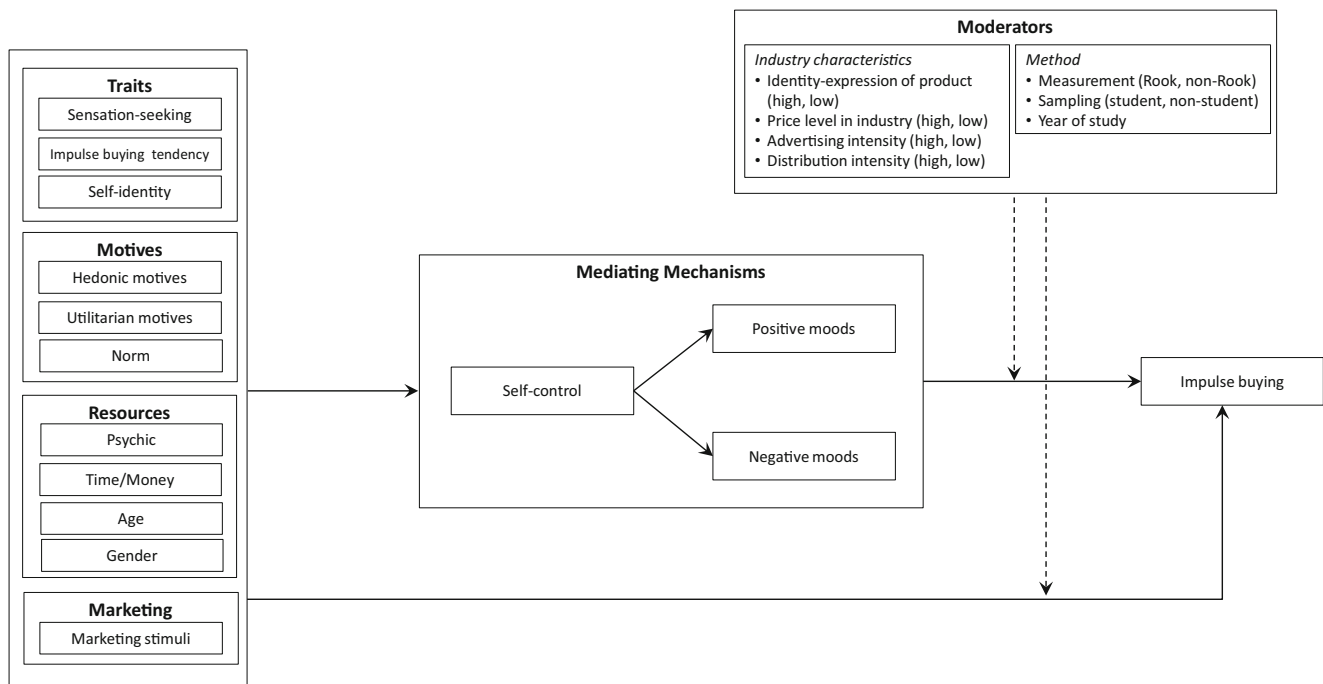 Traits
Sensation-seeking
Impulse buying tendency
Self-identity
Motives
Hedonic motives
Utilitarian motives
Norm
Resources
Psychic
Time/Money
Age
Gender
Marketing
Marketing stimuli
Mediating Mechanisms
Self-control
Positive moods
Negative moods
Moderators
Industry characteristics
• Identity-expression of product
(high, low)
• Price level in industry (high, low)
• Advertising intensity (high, low)
• Distribution intensity (high, low)
Method
• Measurement (Rook, non-Rook)
• Sampling (student, non-student)
• Year of study
Impulse buying